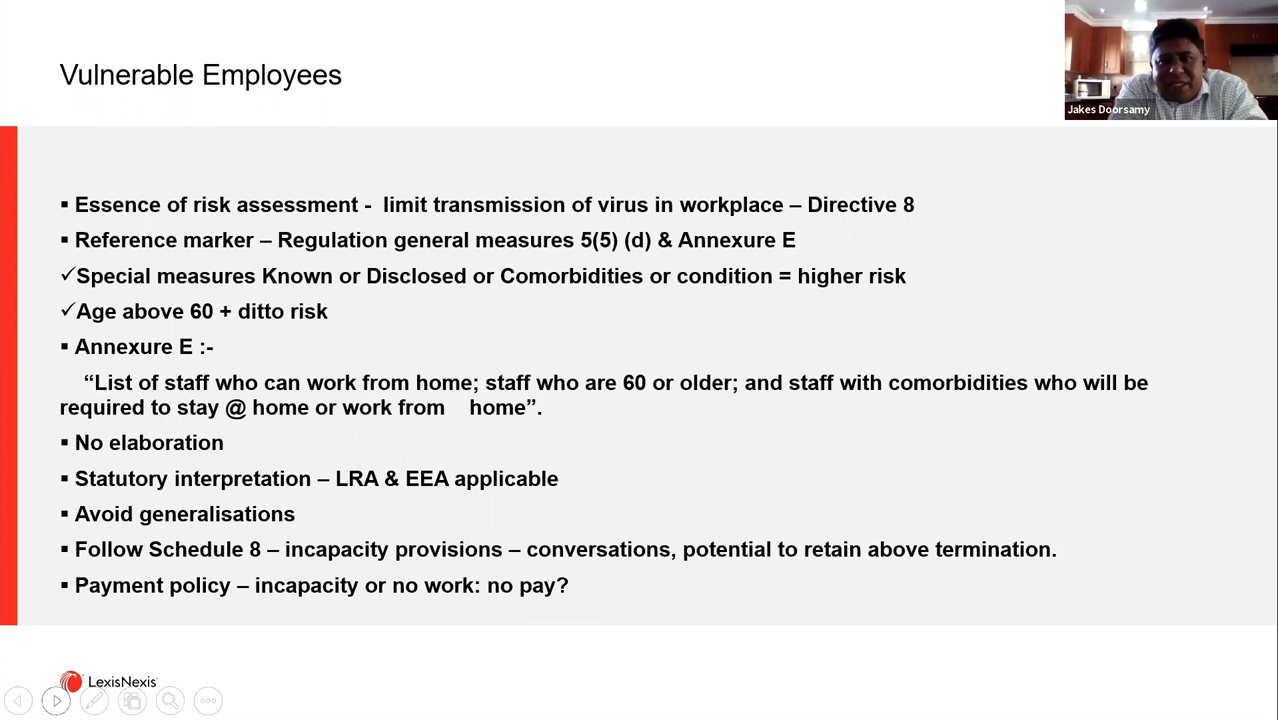 Vulnerable Employees
Jakes Doorsamy
▪ Essence of risk assessment -  limit transmission of virus in workplace – Directive 8
▪ Reference marker – Regulation general measures 5(5) (d) & Annexure E
✓Special measures Known or Disclosed or Comorbidities or condition = higher risk
✓Age above 60 + ditto risk
▪ Annexure E :-
“List of staff who can work from home; staff who are 60 or older; and staff with comorbidities who will be
required to stay @ home or work from    home”.
▪ No elaboration
▪ Statutory interpretation – LRA & EEA applicable
▪ Avoid generalisations
▪ Follow Schedule 8 – incapacity provisions – conversations, potential to retain above termination.
▪ Payment policy – incapacity or no work: no pay?
LexisNexis